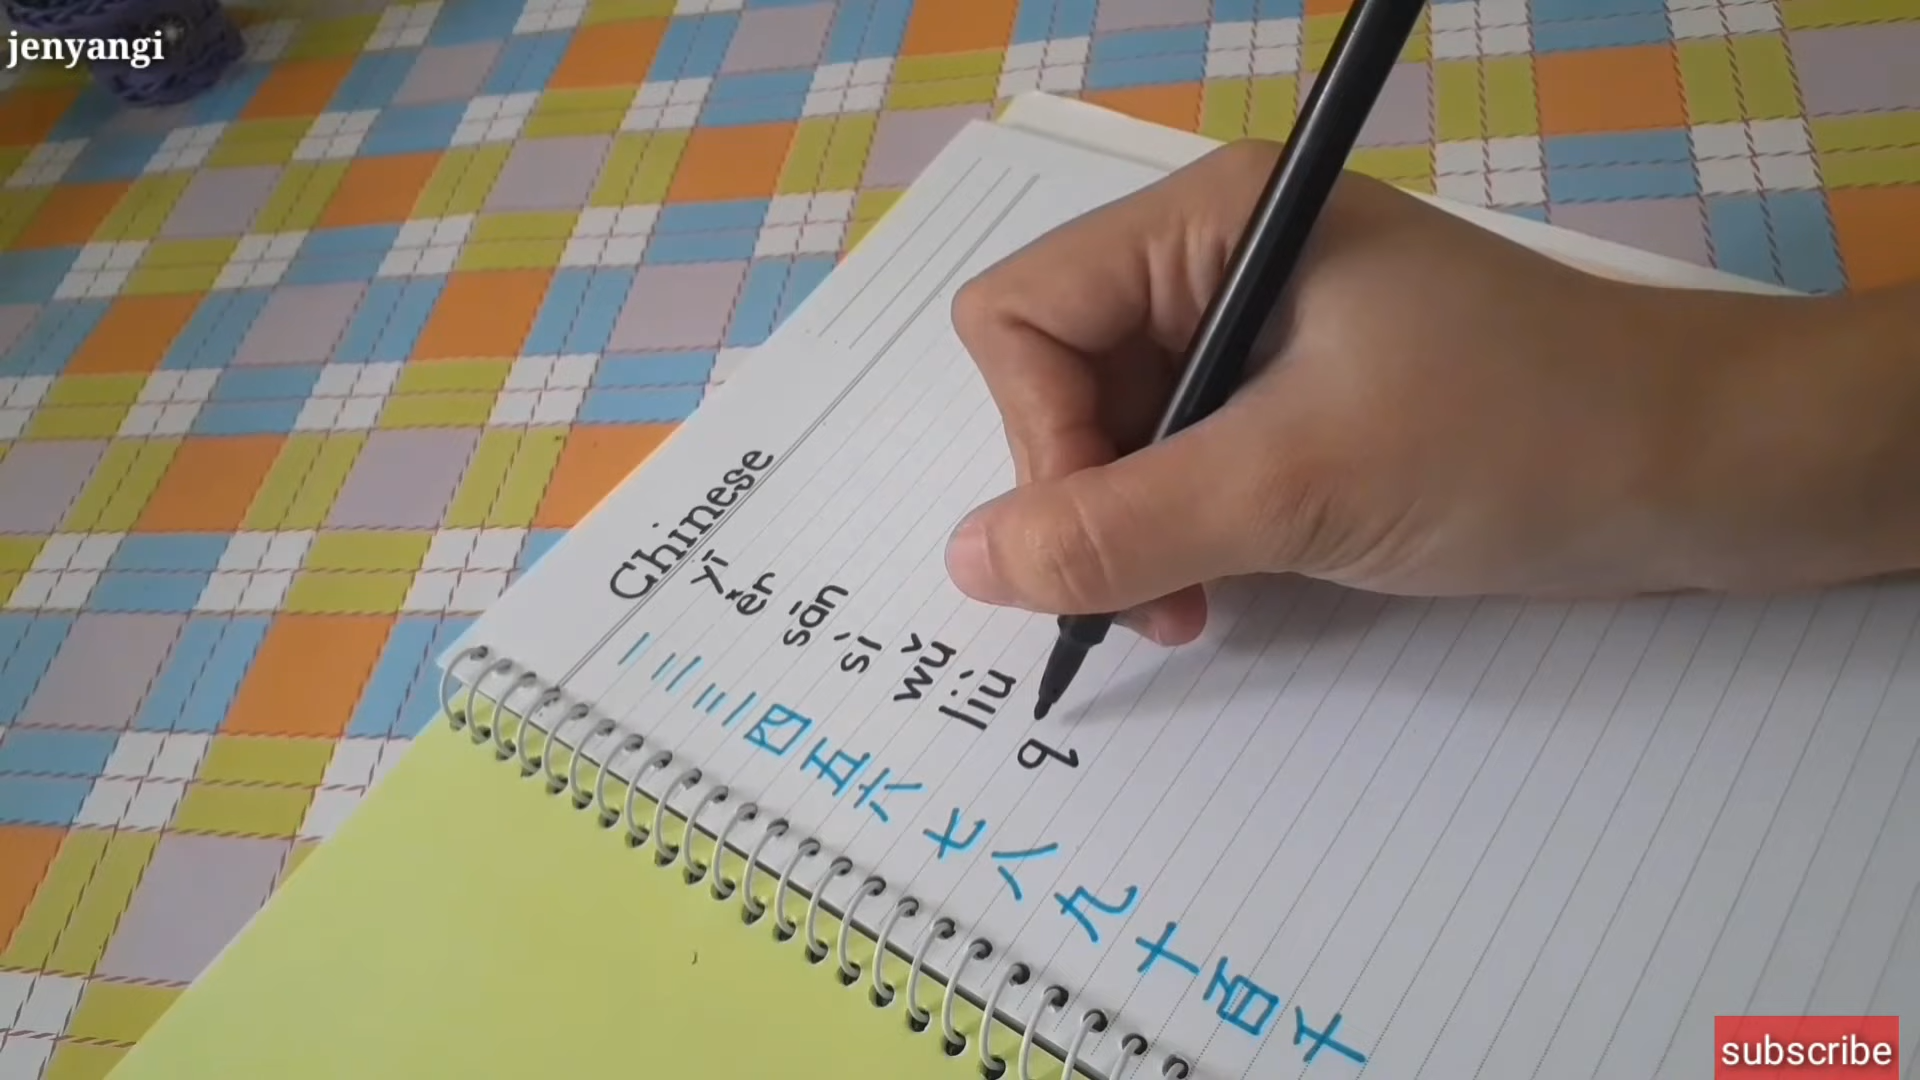 jenyangi
Chinese
一 yī
二 èr
三 sān
四 sì
五 wǔ
六 liù
七 q
八
九
十
百
千
subscribe